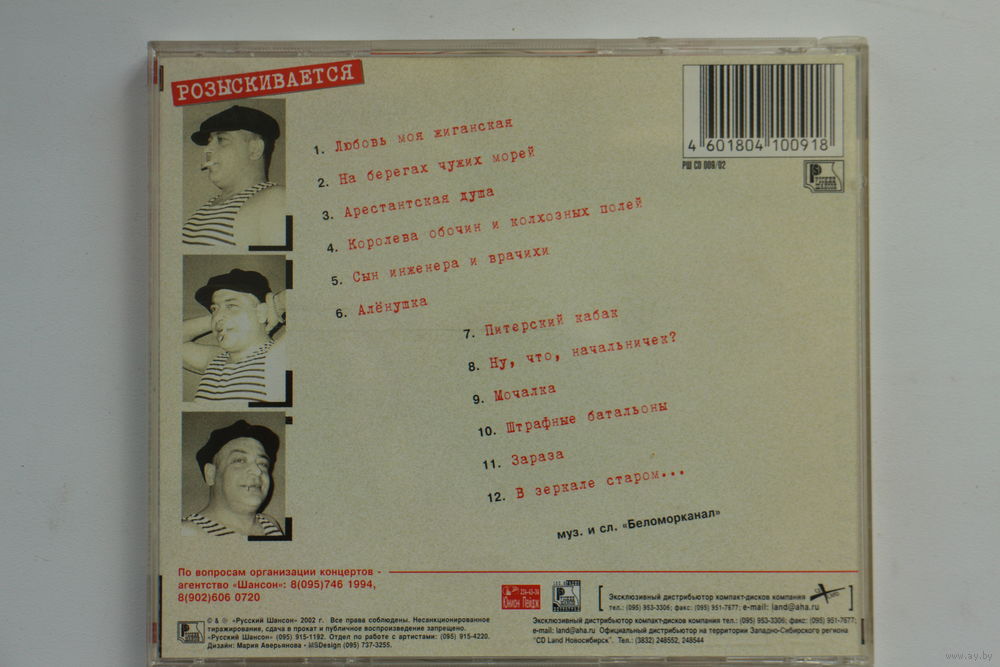 РОЗЫСКИВАЕТСЯ
1. Любовь моя жиганская
2. На берегах чужих морей
3. Арестантская душа
4. Королева обочин и колхозных полей
5. Сын инженера и врачихи
6. Алёнушка
7. Питерский кабак
8. Ну, что, начальничек?
9. Мочалка
10. Штрафные батальоны
11. Зараза
12. В зеркале старом...
муз. и сл. «Беломорканал»
4 601804 100918
РШ CD 009/02
По вопросам организации концертов -
агентство «Шансон»: 8(095)746 1994,
8(902)606 0720
© & ℗ «Русский Шансон» 2002 г. Все права соблюдены. Несанкционированное
тиражирование, сдача в прокат и публичное воспроизведение запрещено.
«Русский Шансон» (095) 915-1192. Отдел по работе с артистами: (095) 915-4220.
Дизайн: Мария Аверьянова • MSDesign (095) 737-3255.
Юнион Пейдж
Эксклюзивный дистрибьютор компакт-дисков компания
тел.: (095) 953-3306; факс: (095) 951-7677; e-mail: land@aha.ru
Эксклюзивный дистрибьютор компакт-дисков компания тел.: (095) 953-3306; факс: (095) 951-7677;
e-mail: land@aha.ru Официальный дистрибьютор на территории Западно-Сибирского региона
"CD Land Новосибирск". Тел.: (3832) 248552, 248544
www.ay.by